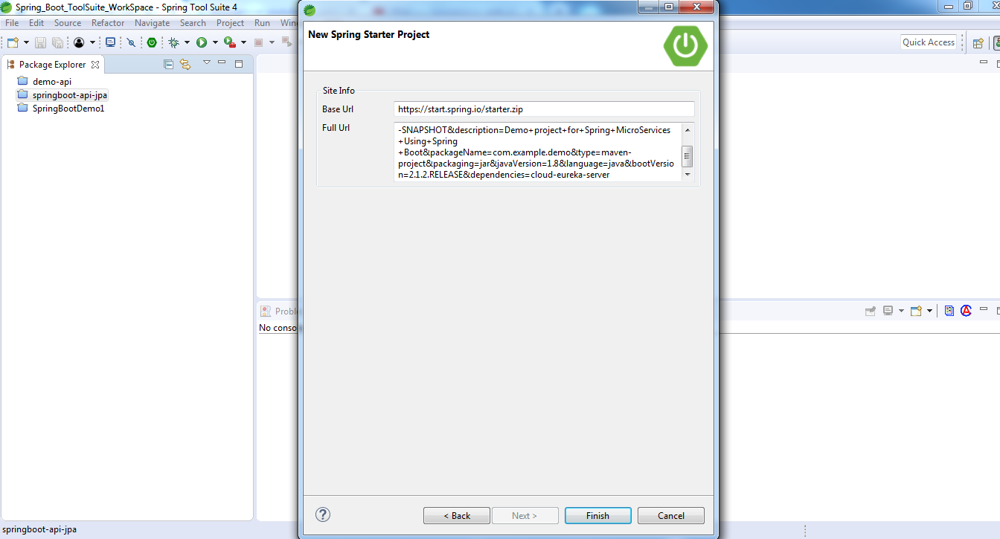 Spring_Boot_ToolSuite_WorkSpace - Spring Tool Suite 4
File Edit Source Refactor Navigate Search Project Run Win
Quick Access
Package Explorer
demo-api
springboot-api-jpa
SpringBootDemo1
New Spring Starter Project
Site Info
Base Url https://start.spring.io/starter.zip
Full Url
-SNAPSHOT&description=Demo+project+for+Spring+MicroServices
+Using+Spring
+Boot&packageName=com.example.demo&type=maven-
project&packaging=jar&javaVersion=1.8&language=java&bootVersio
n=2.1.2.RELEASE&dependencies=cloud-eureka-server
Proble
No conso
? < Back Next > Finish Cancel
springboot-api-jpa